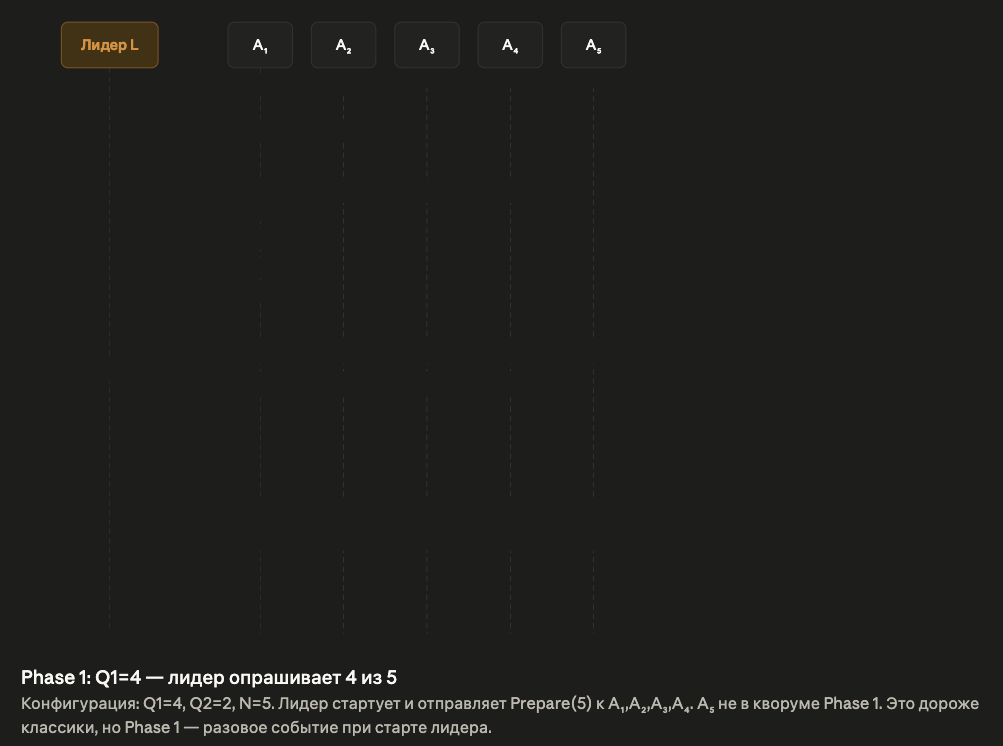 Лидер L A₁ A₂ A₃ A₄ A₅
Phase 1: Q1=4 — лидер опрашивает 4 из 5
Конфигурация: Q1=4, Q2=2, N=5. Лидер стартует и отправляет Prepare(5) к A₁,A₂,A₃,A₄. A₅ не в кворуме Phase 1. Это дороже
классики, но Phase 1 — разовое событие при старте лидера.